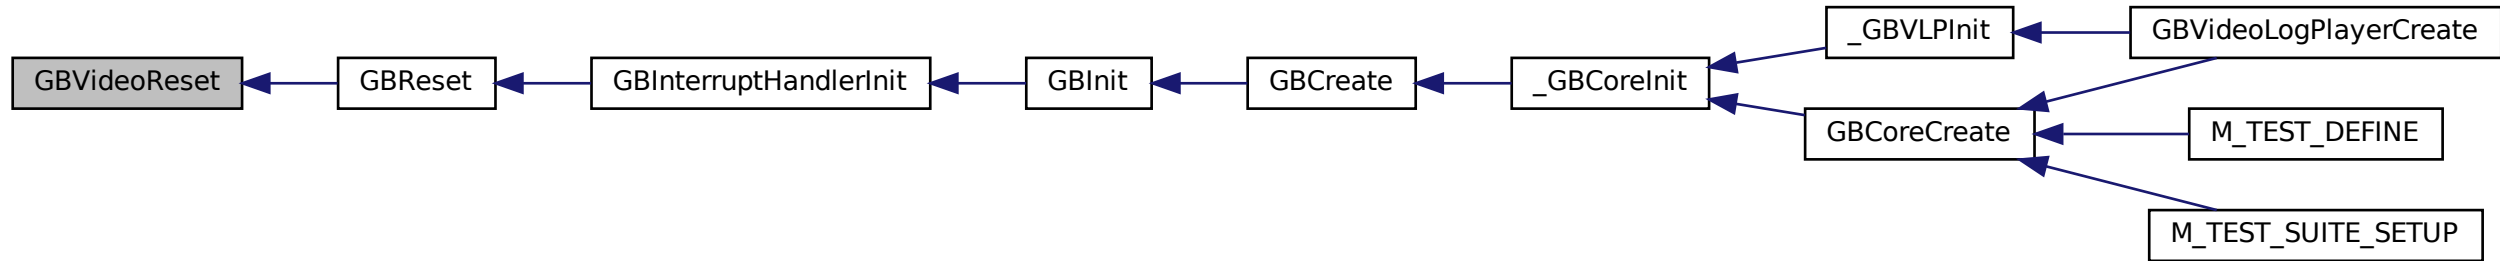 GBVideoReset
GBReset
GBInterruptHandlerInit
GBInit
GBCreate
_GBCoreInit
_GBVLPInit
GBVideoLogPlayerCreate
GBCoreCreate
M_TEST_DEFINE
M_TEST_SUITE_SETUP